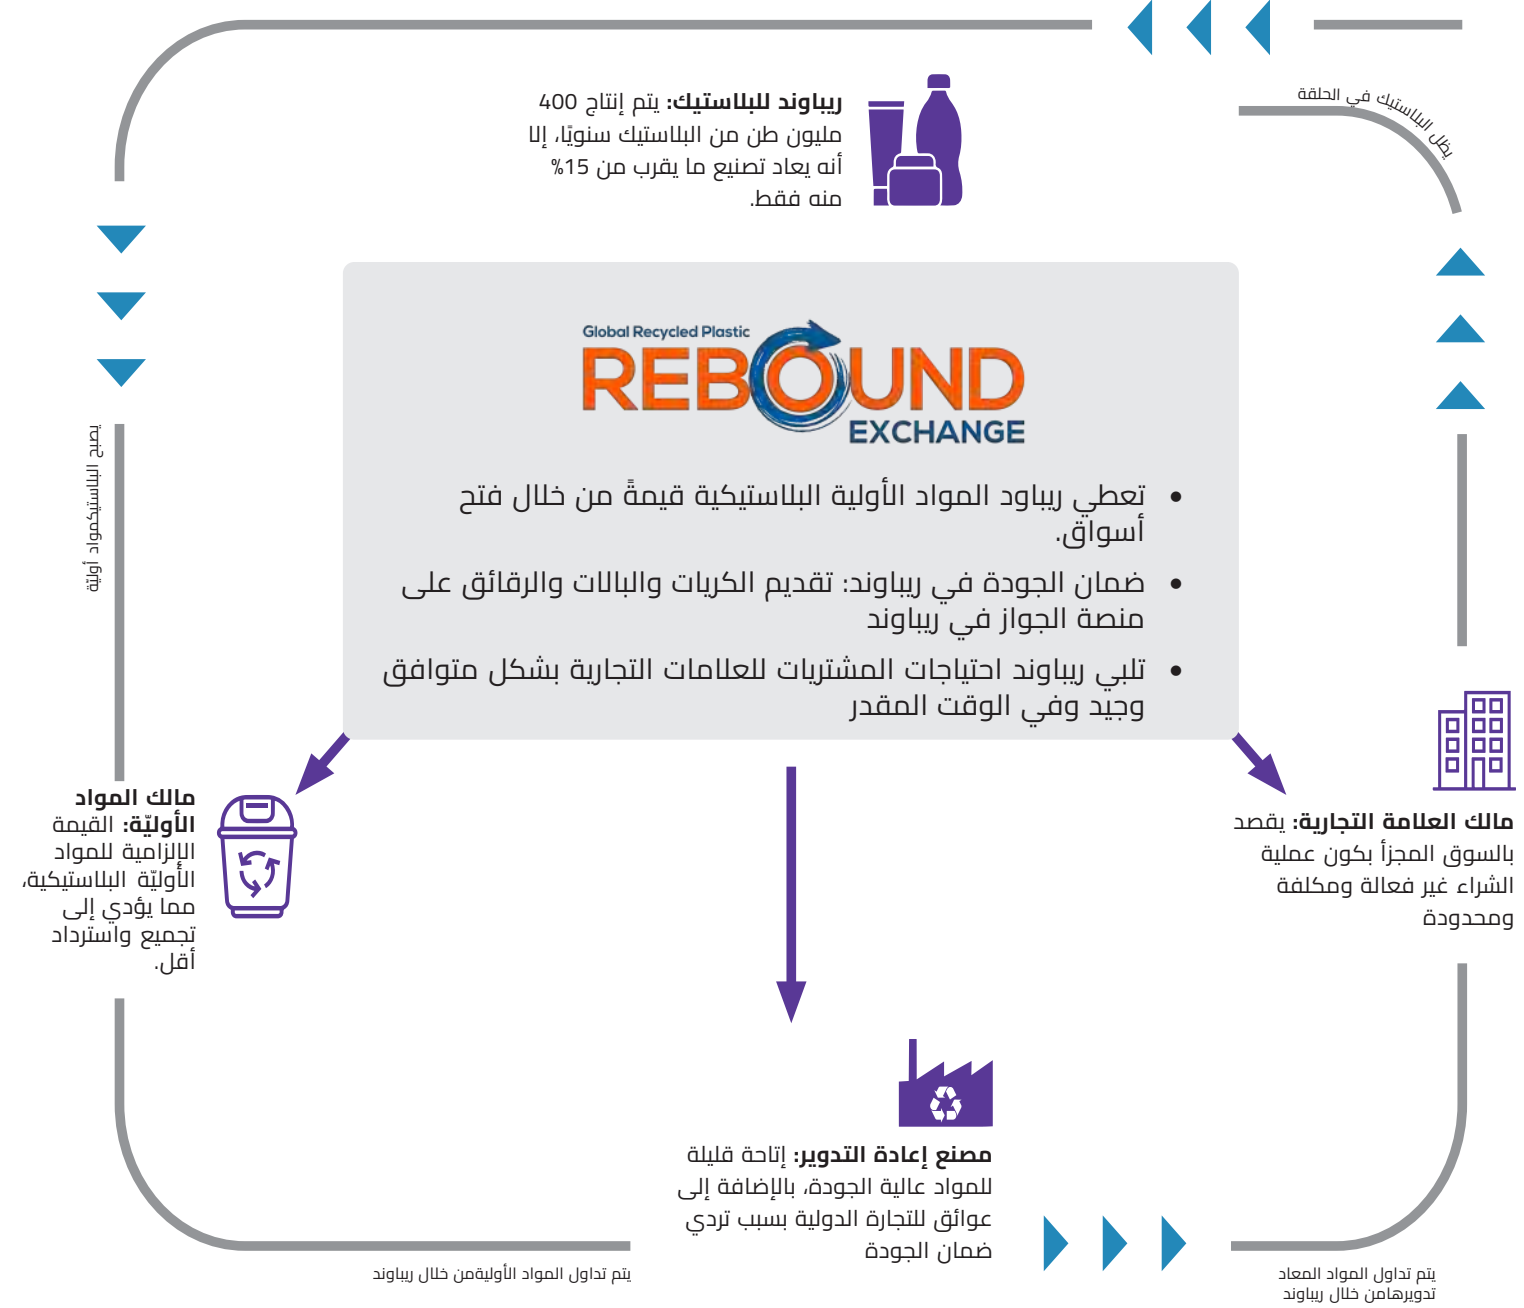 يظل البلاستيك في الحلقة
ريباوند للبلاستيك: يتم إنتاج 400
مليون طن من البلاستيك سنويًا، إلا
أنه يعاد تصنيع ما يقرب من 15%
منه فقط.
Global Recycled Plastic
REBOUND
EXCHANGE
• تعطي ريباود المواد الأولية البلاستيكية قيمةً من خلال فتح
أسواق.
• ضمان الجودة في ريباوند: تقديم الكريات والبالات والرقائق على
منصة الجواز في ريباوند
• تلبي ريباوند احتياجات المشتريات للعلامات التجارية بشكل متوافق
وجيد وفي الوقت المقدر
يصبح البلاستيكمواد أوليّة
مالك العلامة التجارية: يقصد
بالسوق المجزأ بكون عملية
الشراء غير فعالة ومكلفة
ومحدودة
مالك المواد
الأوليّة: القيمة
الإلزامية للمواد
الأوليّة البلاستيكية،
مما يؤدي إلى
تجميع واسترداد
أقل.
مصنع إعادة التدوير: إتاحة قليلة
للمواد عالية الجودة، بالإضافة إلى
عوائق للتجارة الدولية بسبب تردي
ضمان الجودة
يتم تداول المواد المعاد
تدويرهامن خلال ريباوند
يتم تداول المواد الأوليةمن خلال ريباوند